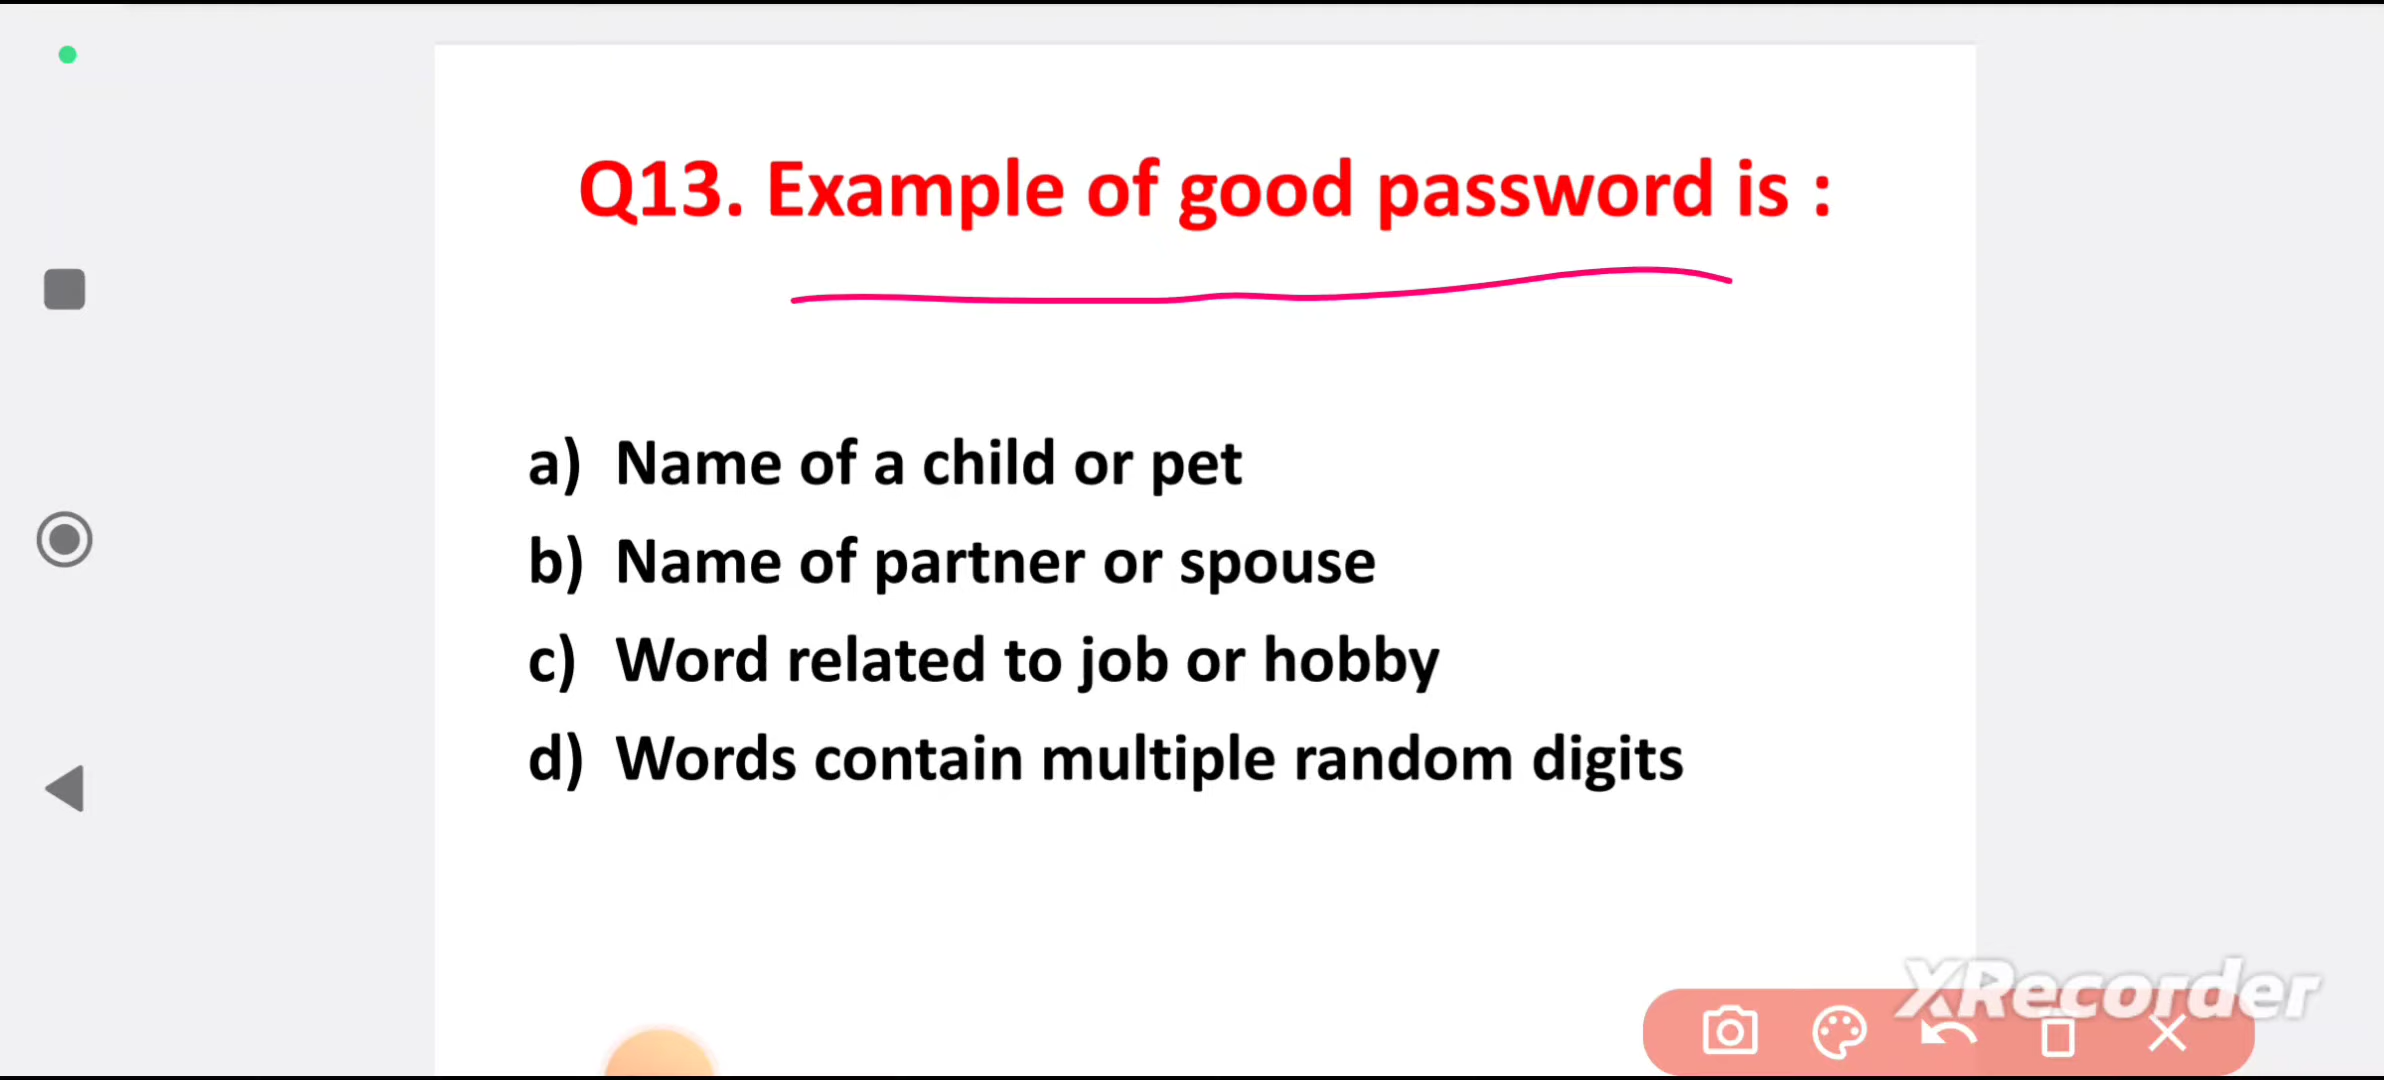 Q13. Example of good password is :
a) Name of a child or pet
b) Name of partner or spouse
c) Word related to job or hobby
d) Words contain multiple random digits
XRecorder